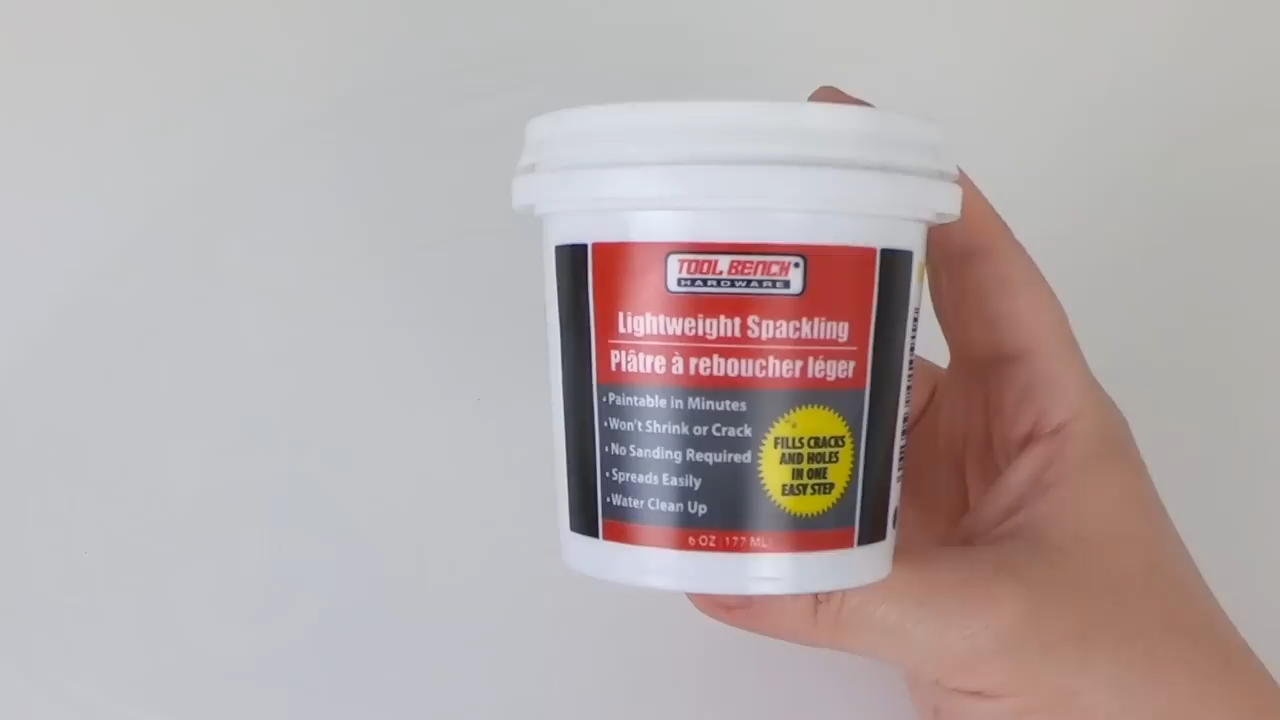 TOOL BENCH®
HARDWARE
Lightweight Spackling
Plâtre à reboucher léger
•Paintable in Minutes
•Won't Shrink or Crack
•No Sanding Required
•Spreads Easily
•Water Clean Up
FILLS CRACKS
AND HOLES
IN ONE
EASY STEP
6 OZ (177 ML)